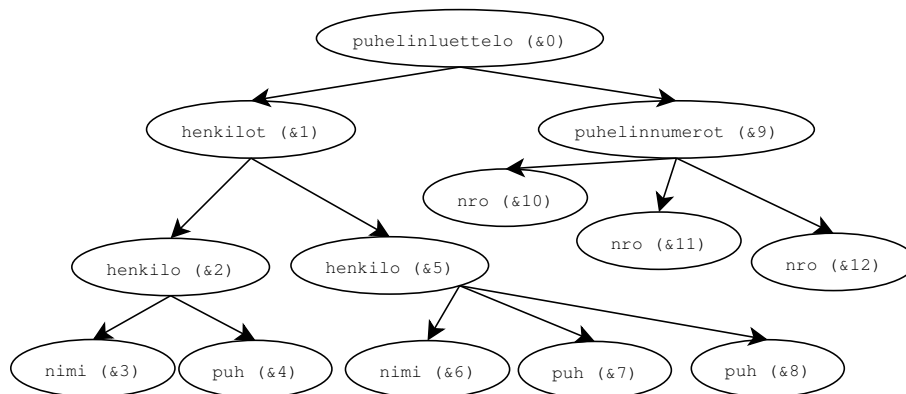 puhelinluettelo (&0)
henkilot (&1)
puhelinnumerot (&9)
nro (&10)
nro (&11)
nro (&12)
henkilo (&2)
henkilo (&5)
nimi (&3)
puh (&4)
nimi (&6)
puh (&7)
puh (&8)